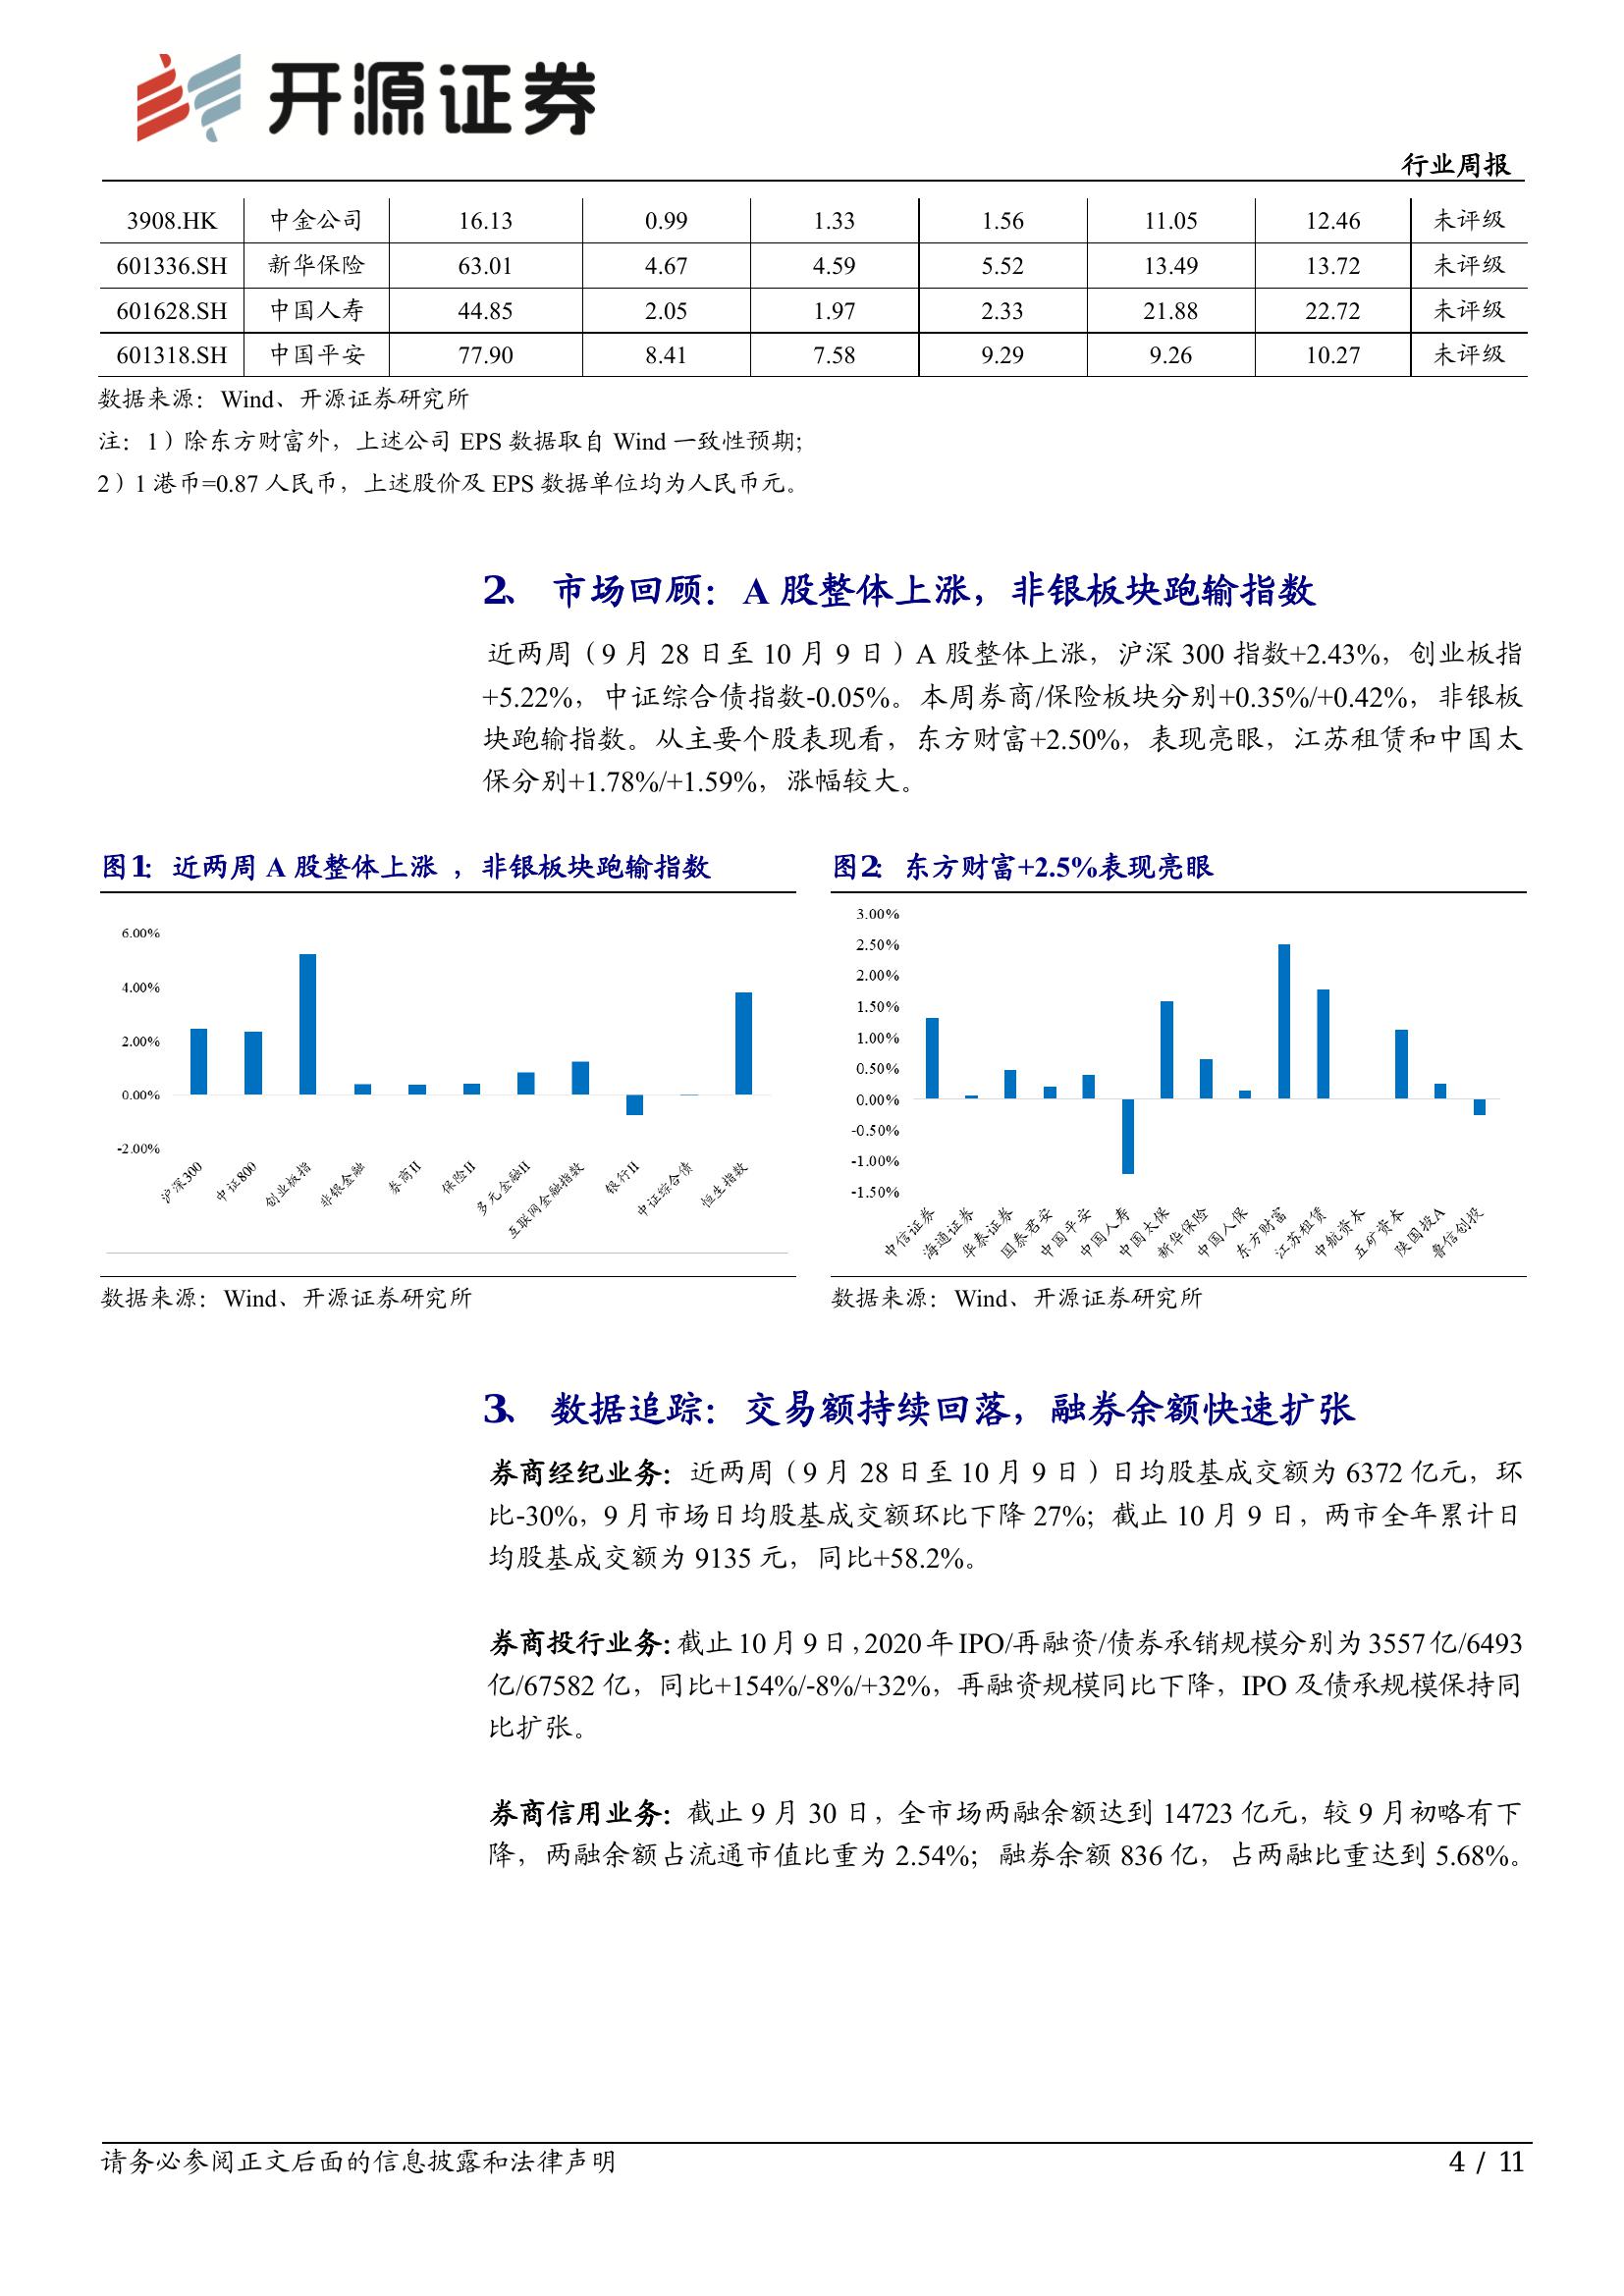 开源证券
行业周报
3908.HK 中金公司 16.13 0.99 1.33 1.56 11.05 12.46 未评级
601336.SH 新华保险 63.01 4.67 4.59 5.52 13.49 13.72 未评级
601628.SH 中国人寿 44.85 2.05 1.97 2.33 21.88 22.72 未评级
601318.SH 中国平安 77.90 8.41 7.58 9.29 9.26 10.27 未评级
数据来源：Wind、开源证券研究所
注：1）除东方财富外，上述公司 EPS 数据取自 Wind 一致性预期;
2）1 港币=0.87 人民币，上述股价及 EPS 数据单位均为人民币元。
2、 市场回顾：A 股整体上涨，非银板块跑输指数
近两周（9 月 28 日至 10 月 9 日）A 股整体上涨，沪深 300 指数+2.43%，创业板指
+5.22%，中证综合债指数-0.05%。本周券商/保险板块分别+0.35%/+0.42%，非银板
块跑输指数。从主要个股表现看，东方财富+2.50%，表现亮眼，江苏租赁和中国太
保分别+1.78%/+1.59%，涨幅较大。
图1： 近两周 A 股整体上涨 ，非银板块跑输指数
6.00%
4.00%
2.00%
0.00%
-2.00%
沪深300
中证800
创业板指
非银金融
券商II
保险II
多元金融II
互联网金融指数
银行II
中证综合债
恒生指数
数据来源：Wind、开源证券研究所
图2： 东方财富+2.5%表现亮眼
3.00%
2.50%
2.00%
1.50%
1.00%
0.50%
0.00%
-0.50%
-1.00%
-1.50%
中信证券
海通证券
华泰证券
国泰君安
中国平安
中国人寿
中国太保
新华保险
中国人保
东方财富
江苏租赁
中航资本
五矿资本
陕国投A
鲁信创投
数据来源：Wind、开源证券研究所
3、 数据追踪：交易额持续回落，融券余额快速扩张
券商经纪业务：近两周（9 月 28 日至 10 月 9 日）日均股基成交额为 6372 亿元，环
比-30%，9 月市场日均股基成交额环比下降 27%；截止 10 月 9 日，两市全年累计日
均股基成交额为 9135 元，同比+58.2%。
券商投行业务：截止 10 月 9 日，2020 年 IPO/再融资/债券承销规模分别为 3557 亿/6493
亿/67582 亿，同比+154%/-8%/+32%，再融资规模同比下降，IPO 及债承规模保持同
比扩张。
券商信用业务：截止 9 月 30 日，全市场两融余额达到 14723 亿元，较 9 月初略有下
降，两融余额占流通市值比重为 2.54%；融券余额 836 亿，占两融比重达到 5.68%。
请务必参阅正文后面的信息披露和法律声明
4 / 11